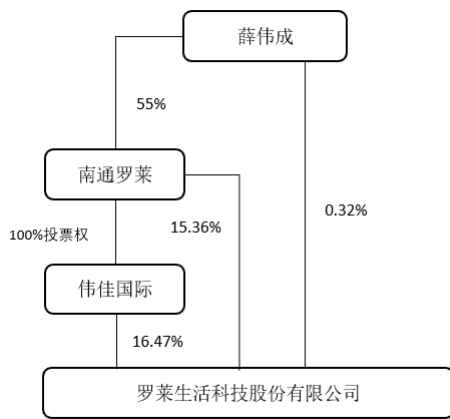 薛伟成
55%
南通罗莱
0.32%
15.36%
100%投票权
伟佳国际
16.47%
罗莱生活科技股份有限公司